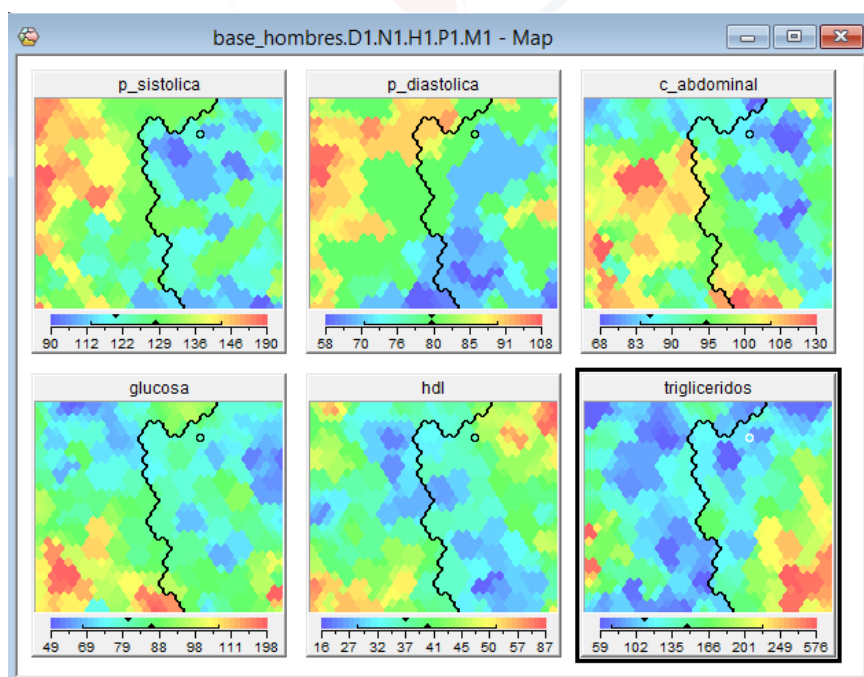 base_hombres.D1.N1.H1.P1.M1 - Map
p_sistolica
p_diastolica
c_abdominal
90 112 122 129 136 146 190
58 70 76 80 85 91 108
68 83 90 95 100 106 130
glucosa
hdl
trigliceridos
49 69 79 88 98 111 198
16 27 32 37 41 45 50 57 87
59 102 135 166 201 249 576